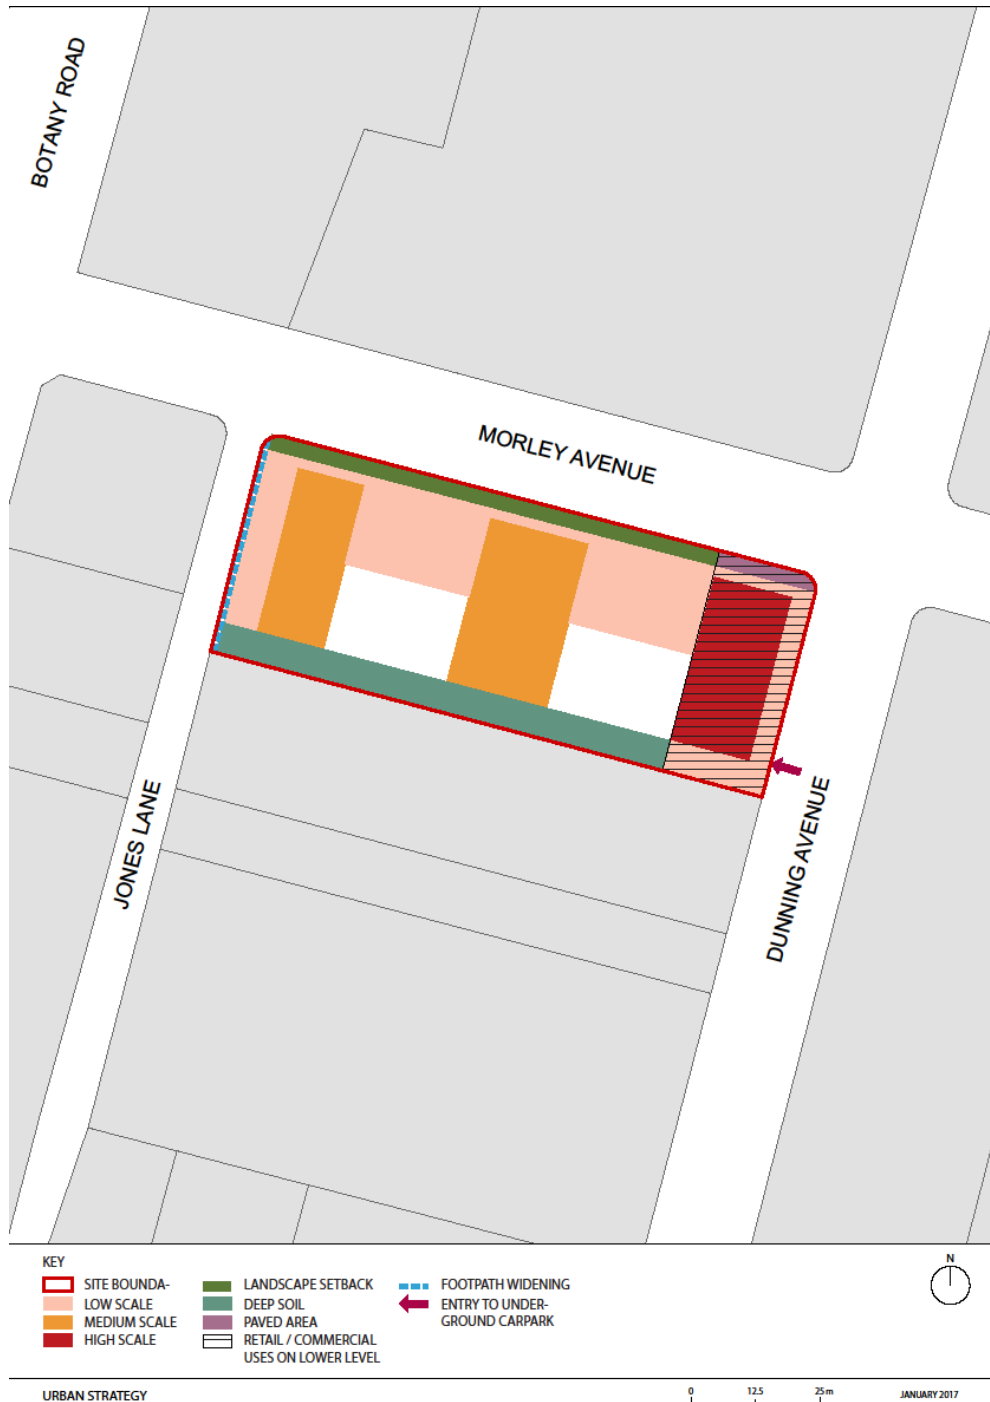 BOTANY ROAD
MORLEY AVENUE
JONES LANE
DUNNING AVENUE
KEY
SITE BOUNDA-
LOW SCALE
MEDIUM SCALE
HIGH SCALE
LANDSCAPE SETBACK
DEEP SOIL
PAVED AREA
RETAIL / COMMERCIAL
USES ON LOWER LEVEL
FOOTPATH WIDENING
ENTRY TO UNDER-
GROUND CARPARK
N
URBAN STRATEGY
0 12.5 25m
JANUARY 2017